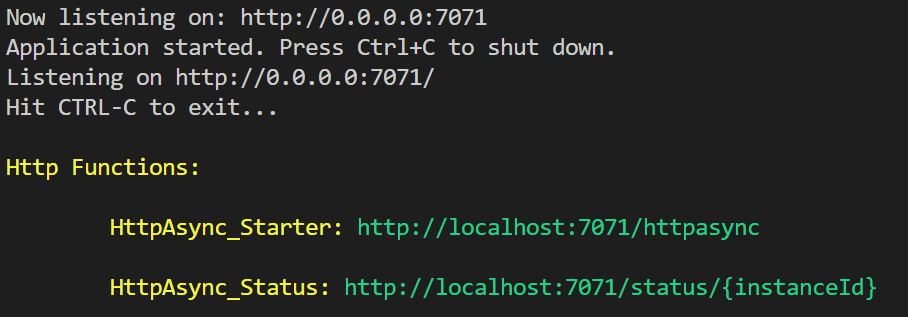 Now listening on: http://0.0.0.0:7071
Application started. Press Ctrl+C to shut down.
Listening on http://0.0.0.0:7071/
Hit CTRL-C to exit...
Http Functions:
HttpAsync_Starter: http://localhost:7071/httpasync
HttpAsync_Status: http://localhost:7071/status/{instanceId}